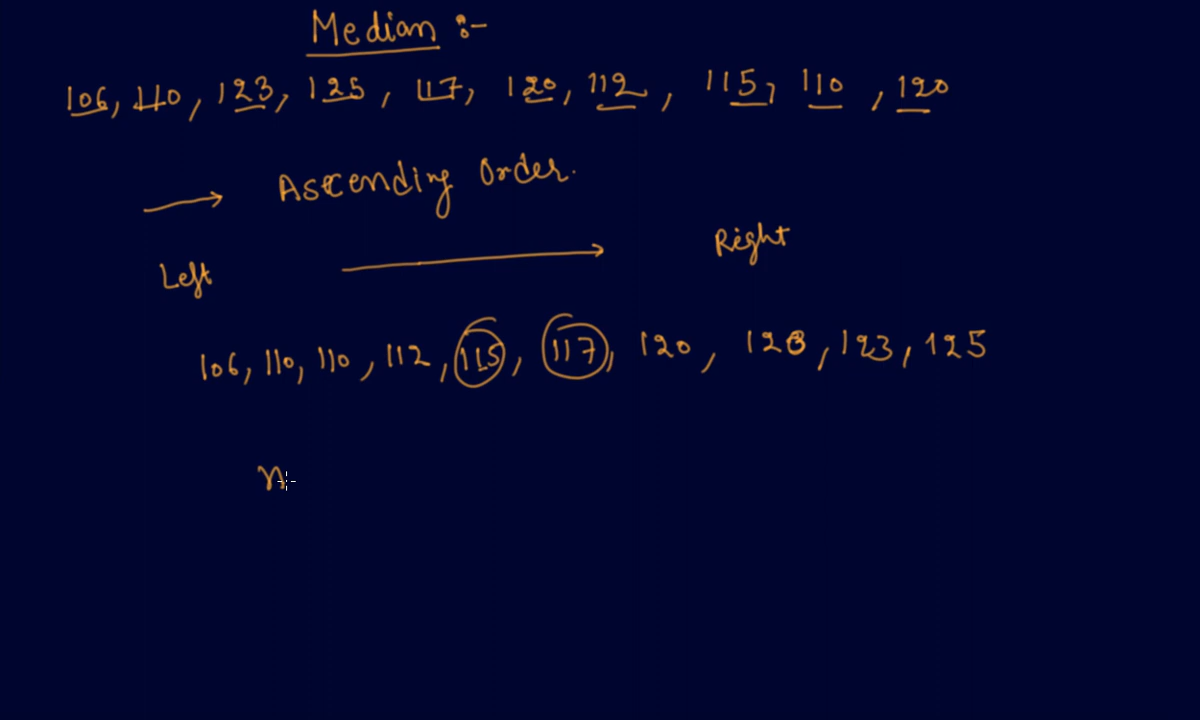 Median :-
106, 110, 123, 125, 117, 120, 112, 115, 110, 120
→ Ascending Order.
Left → Right
106, 110, 110, 112, 115, 117, 120, 120, 123, 125